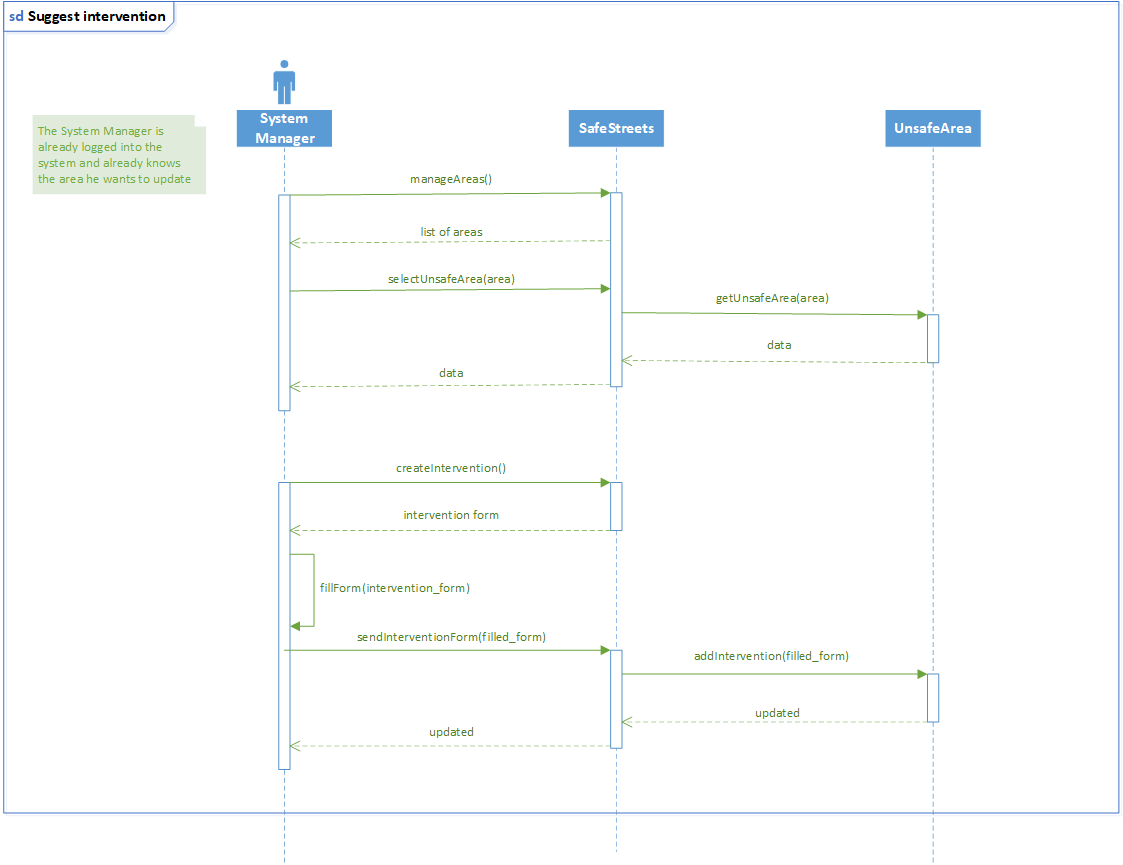 sd Suggest intervention
System
Manager
SafeStreets
UnsafeArea
The System Manager is
already logged into the
system and already knows
the area he wants to update
manageAreas()
list of areas
selectUnsafeArea(area)
getUnsafeArea(area)
data
data
createIntervention()
intervention form
fillForm(intervention_form)
sendInterventionForm(filled_form)
addIntervention(filled_form)
updated
updated